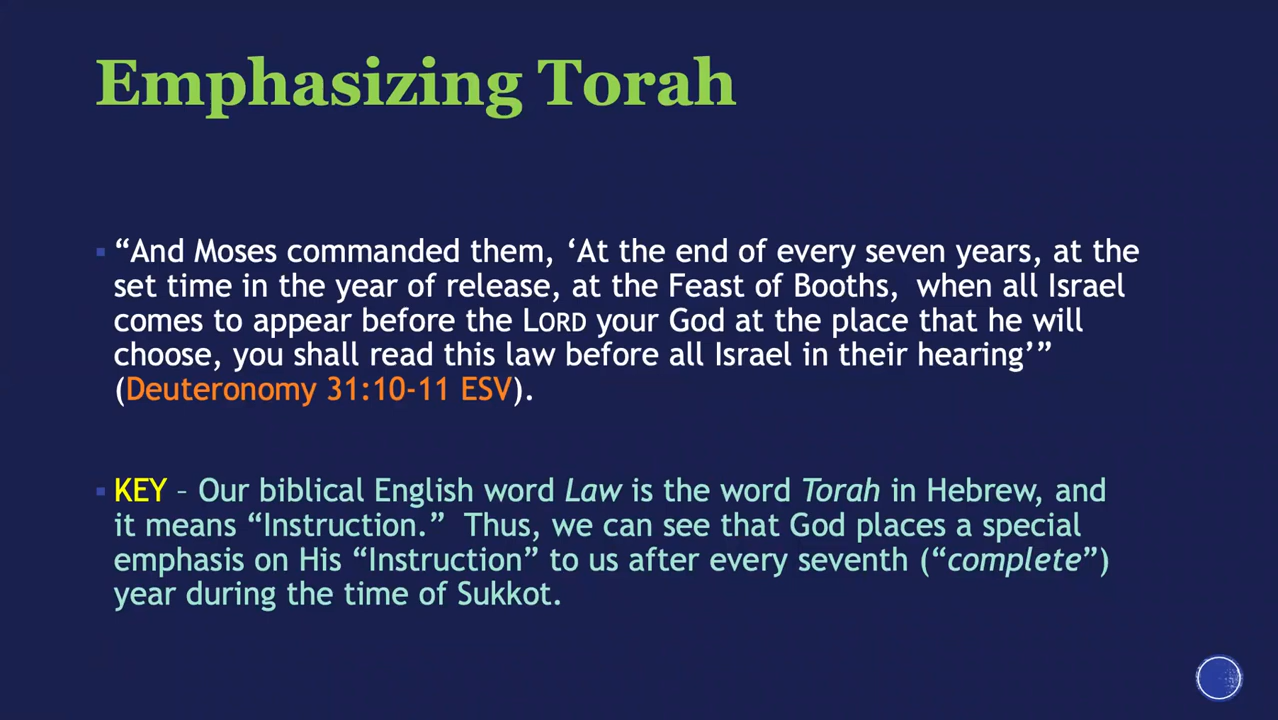 Emphasizing Torah
“And Moses commanded them, ‘At the end of every seven years, at the
set time in the year of release, at the Feast of Booths, when all Israel
comes to appear before the LORD your God at the place that he will
choose, you shall read this law before all Israel in their hearing’”
(Deuteronomy 31:10-11 ESV).
KEY – Our biblical English word Law is the word Torah in Hebrew, and
it means “Instruction.” Thus, we can see that God places a special
emphasis on His “Instruction” to us after every seventh (“complete”)
year during the time of Sukkot.